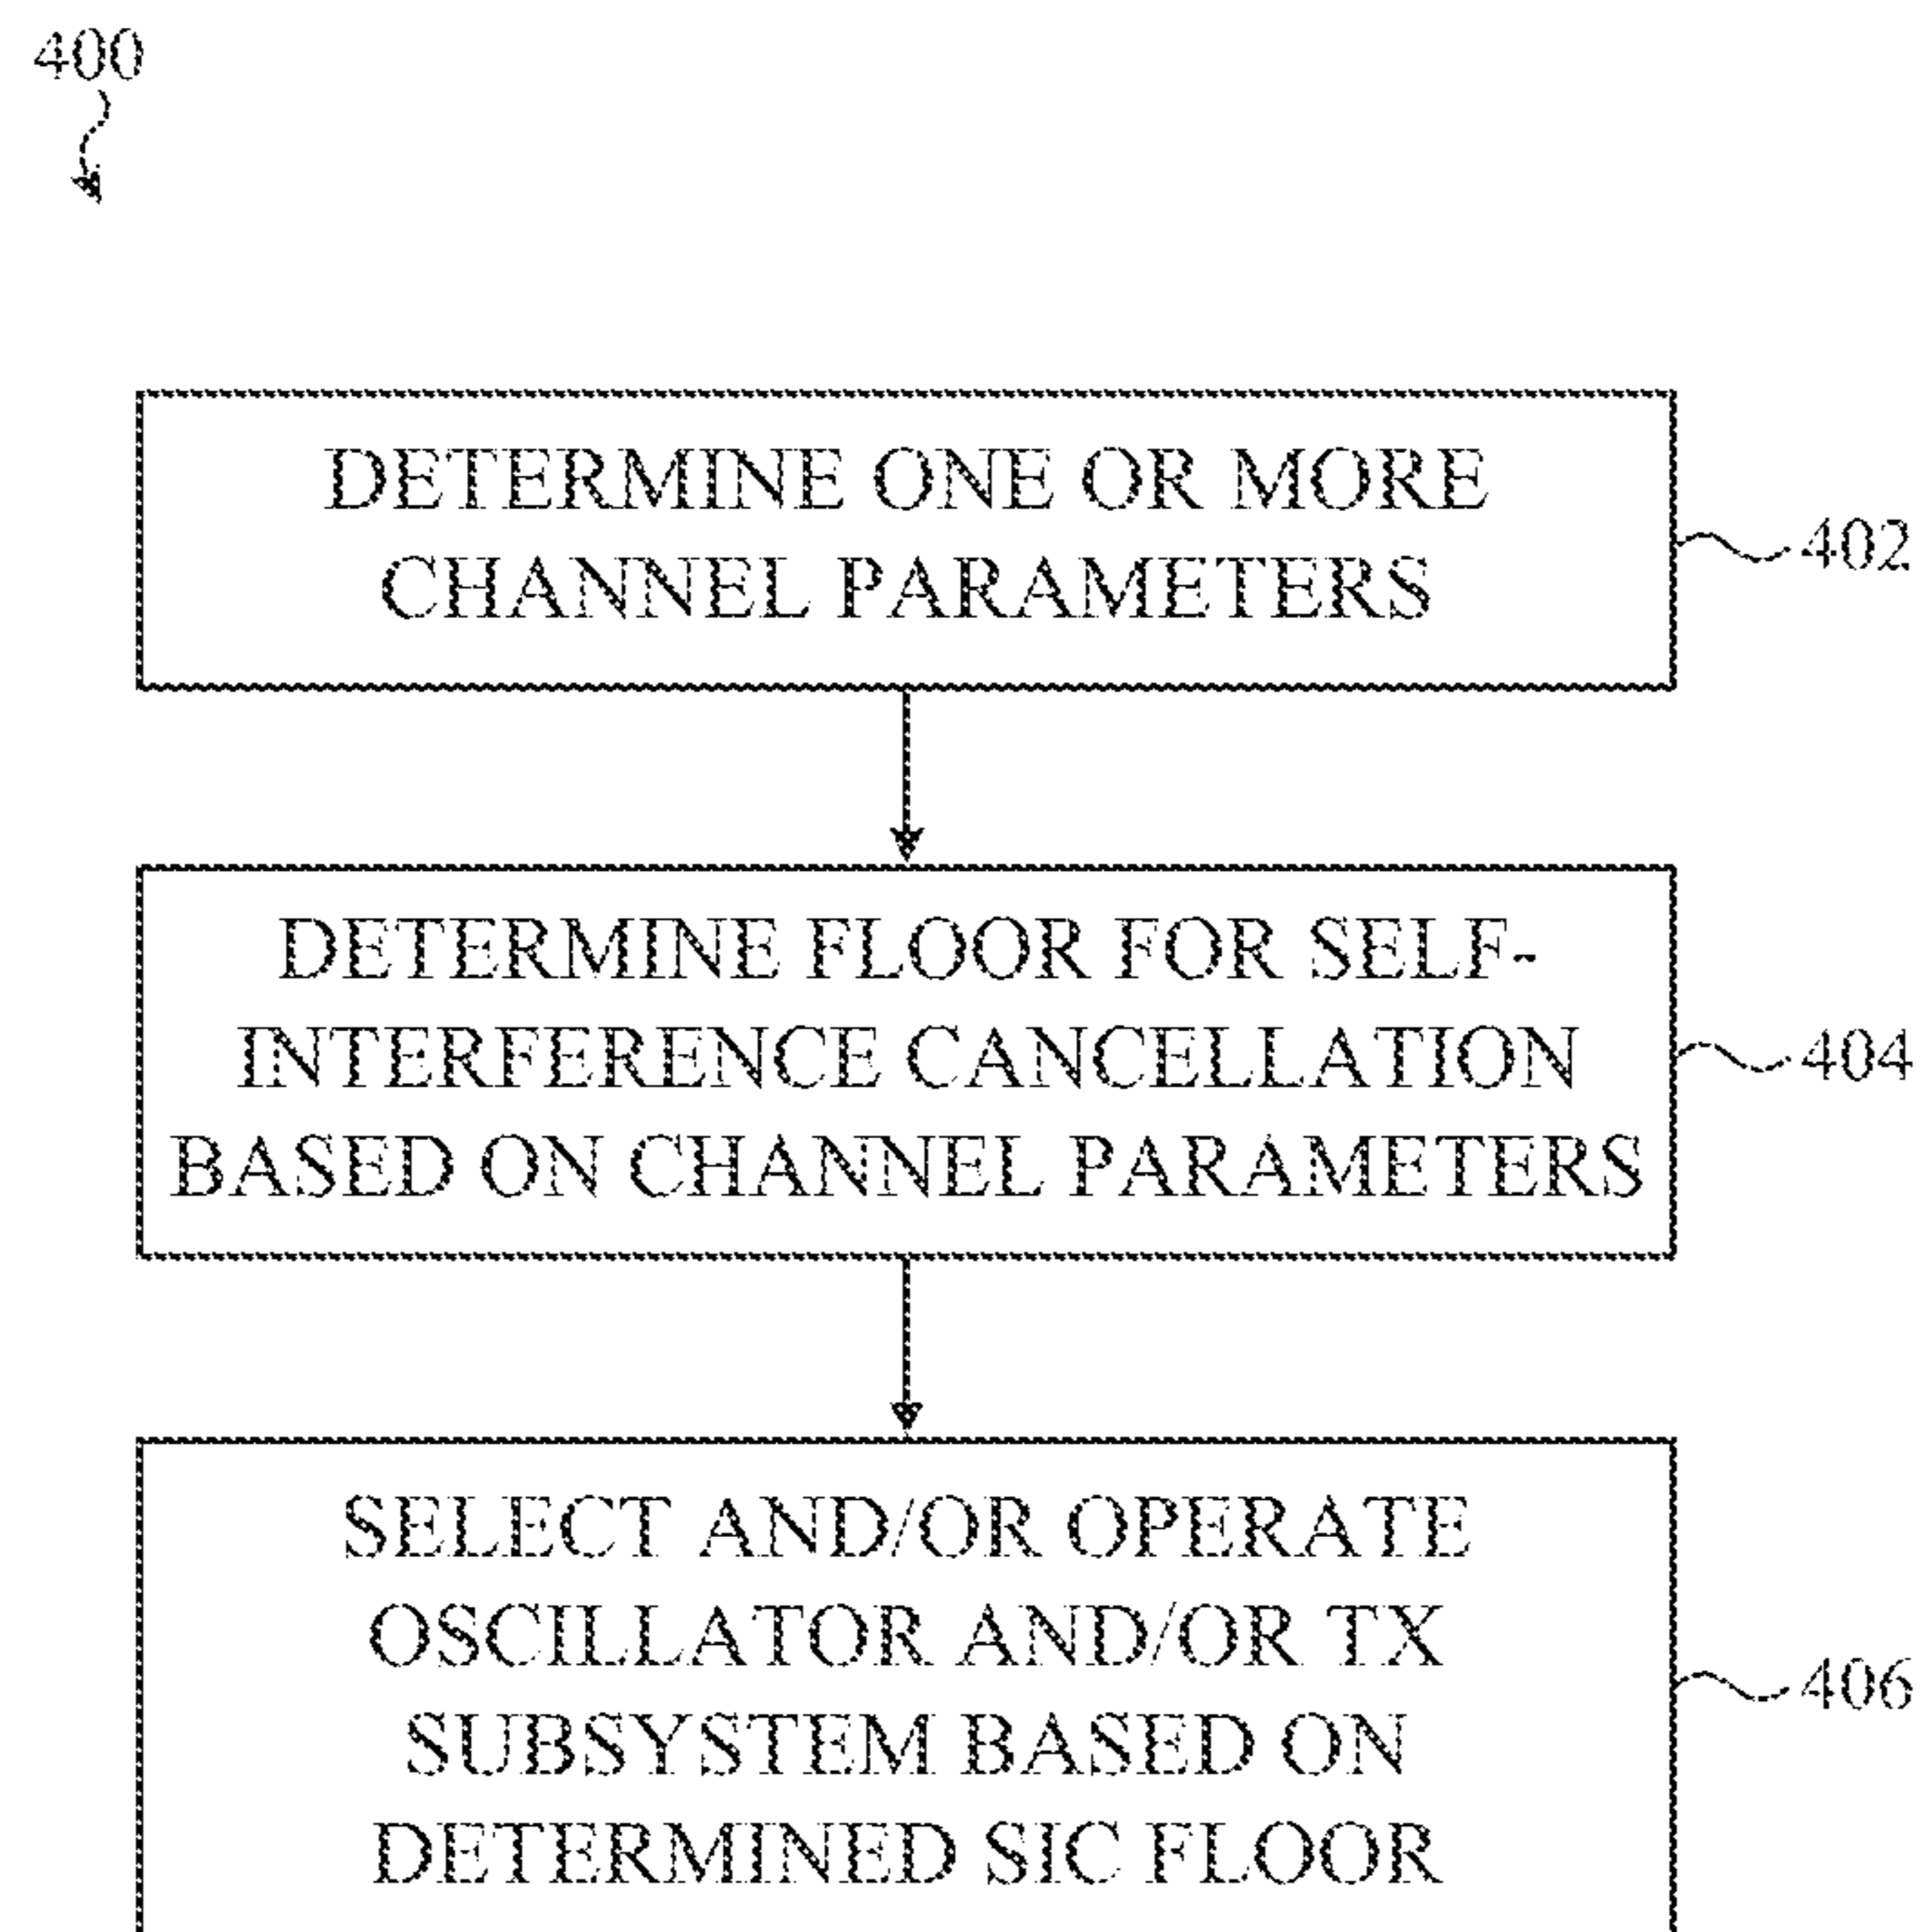 400
DETERMINE ONE OR MORE
CHANNEL PARAMETERS
402
DETERMINE FLOOR FOR SELF-
INTERFERENCE CANCELLATION
BASED ON CHANNEL PARAMETERS
404
SELECT AND/OR OPERATE
OSCILLATOR AND/OR TX
SUBSYSTEM BASED ON
DETERMINED SIC FLOOR
406